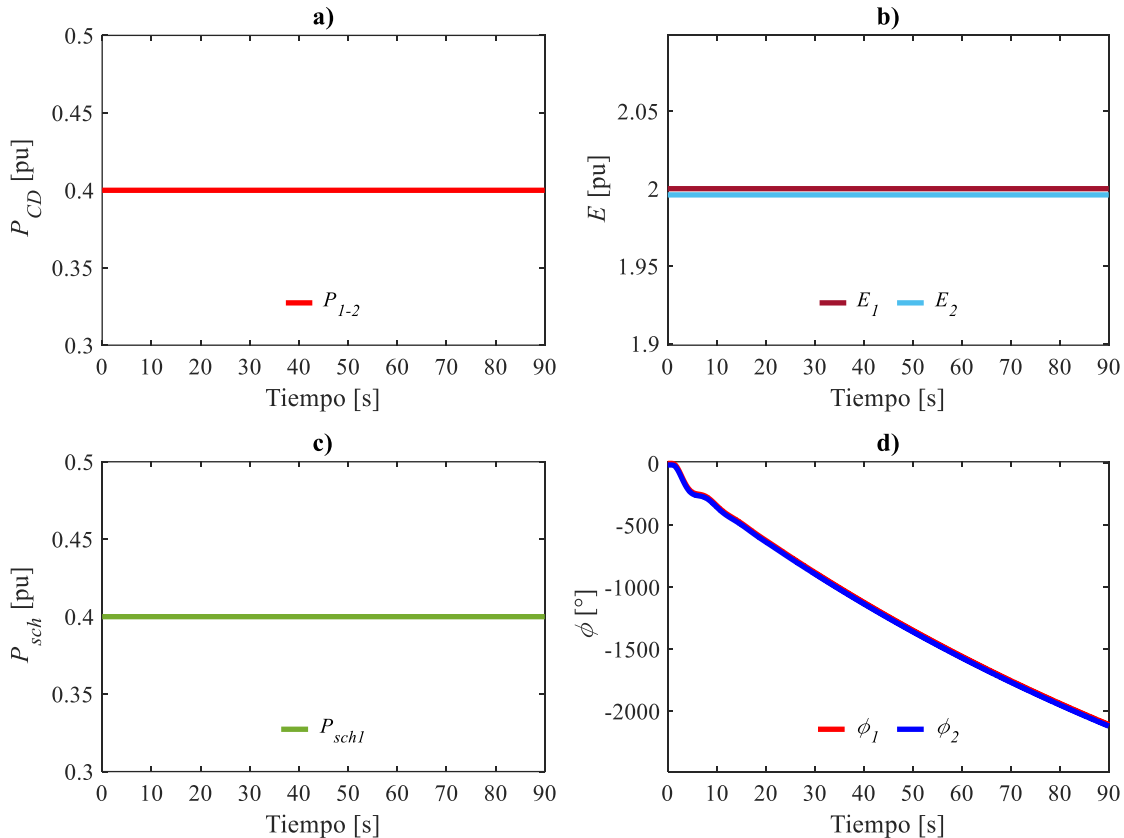 a)
0.5
0.45
0.4
0.35
0.3
P_CD [pu]
P_1-2
0 10 20 30 40 50 60 70 80 90
Tiempo [s]
b)
2.05
2
1.95
1.9
E [pu]
E_1 E_2
0 10 20 30 40 50 60 70 80 90
Tiempo [s]
c)
0.5
0.45
0.4
0.35
0.3
P_sch [pu]
P_sch1
0 10 20 30 40 50 60 70 80 90
Tiempo [s]
d)
0
-500
-1000
-1500
-2000
ϕ [°]
ϕ_1 ϕ_2
0 10 20 30 40 50 60 70 80 90
Tiempo [s]